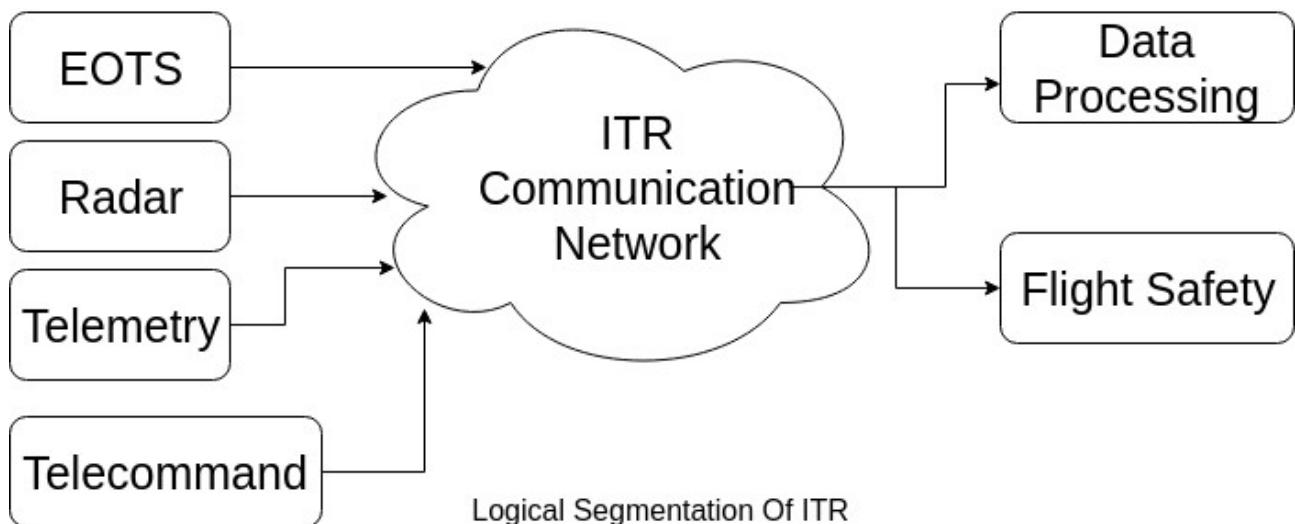 EOTS
Radar
Telemetry
Telecommand
ITR
Communication
Network
Data
Processing
Flight Safety
Logical Segmentation Of ITR